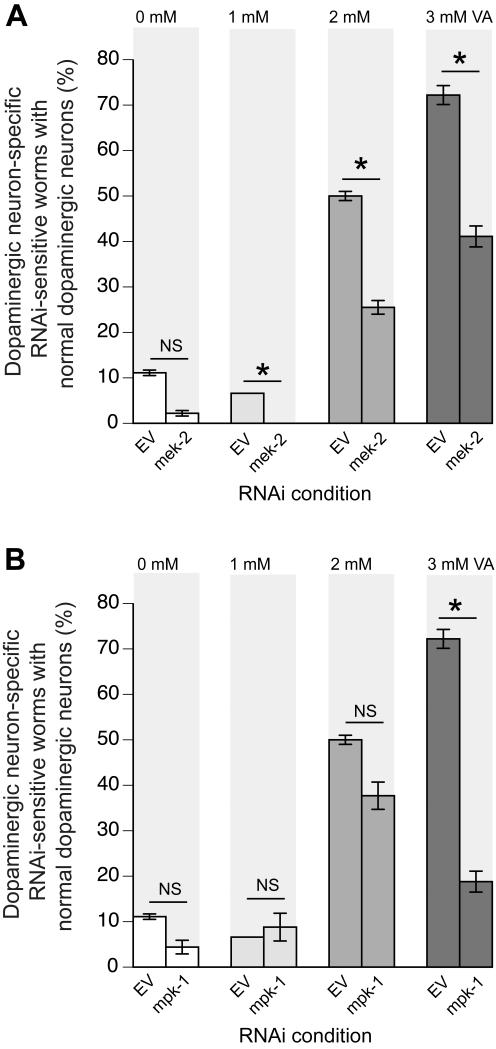 A
0 mM 1 mM 2 mM 3 mM VA
Dopaminergic neuron-specific
RNAi-sensitive worms with
normal dopaminergic neurons (%)
80
70
60
50
40
30
20
10
0
NS * * *
EV mek-2 EV mek-2 EV mek-2 EV mek-2
RNAi condition
B
0 mM 1 mM 2 mM 3 mM VA
Dopaminergic neuron-specific
RNAi-sensitive worms with
normal dopaminergic neurons (%)
80
70
60
50
40
30
20
10
0
NS NS NS *
EV mpk-1 EV mpk-1 EV mpk-1 EV mpk-1
RNAi condition